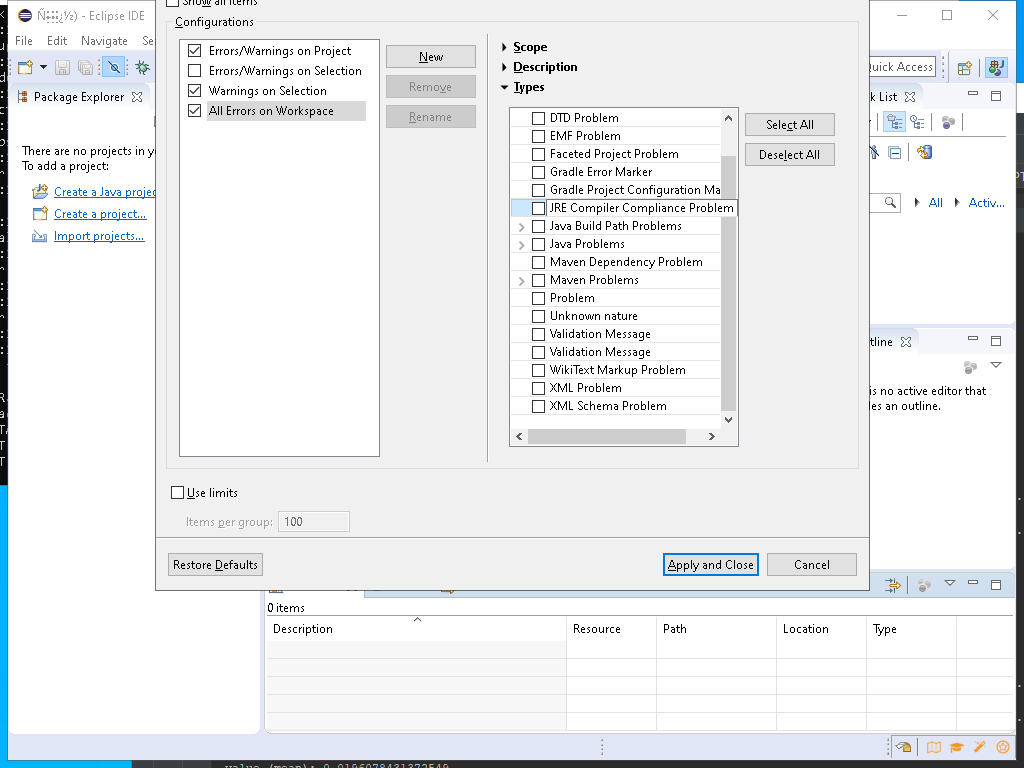 Show all items
- Eclipse IDE
File Edit Navigate Se
Configurations
Errors/Warnings on Project
Errors/Warnings on Selection
Warnings on Selection
All Errors on Workspace
New
Remove
Rename
Scope
Description
Types
DTD Problem
EMF Problem
Faceted Project Problem
Gradle Error Marker
Gradle Project Configuration Ma
JRE Compiler Compliance Problem
Java Build Path Problems
Java Problems
Maven Dependency Problem
Maven Problems
Problem
Unknown nature
Validation Message
Validation Message
WikiText Markup Problem
XML Problem
XML Schema Problem
Select All
Deselect All
Use limits
Items per group: 100
Restore Defaults
Apply and Close
Cancel
Package Explorer
There are no projects in y
To add a project:
Create a Java projec
Create a project...
Import projects...
Quick Access
k List
All
Activ...
tline
is no active editor that
es an outline.
0 items
Description Resource Path Location Type
value (mean): 0.0196078431372549